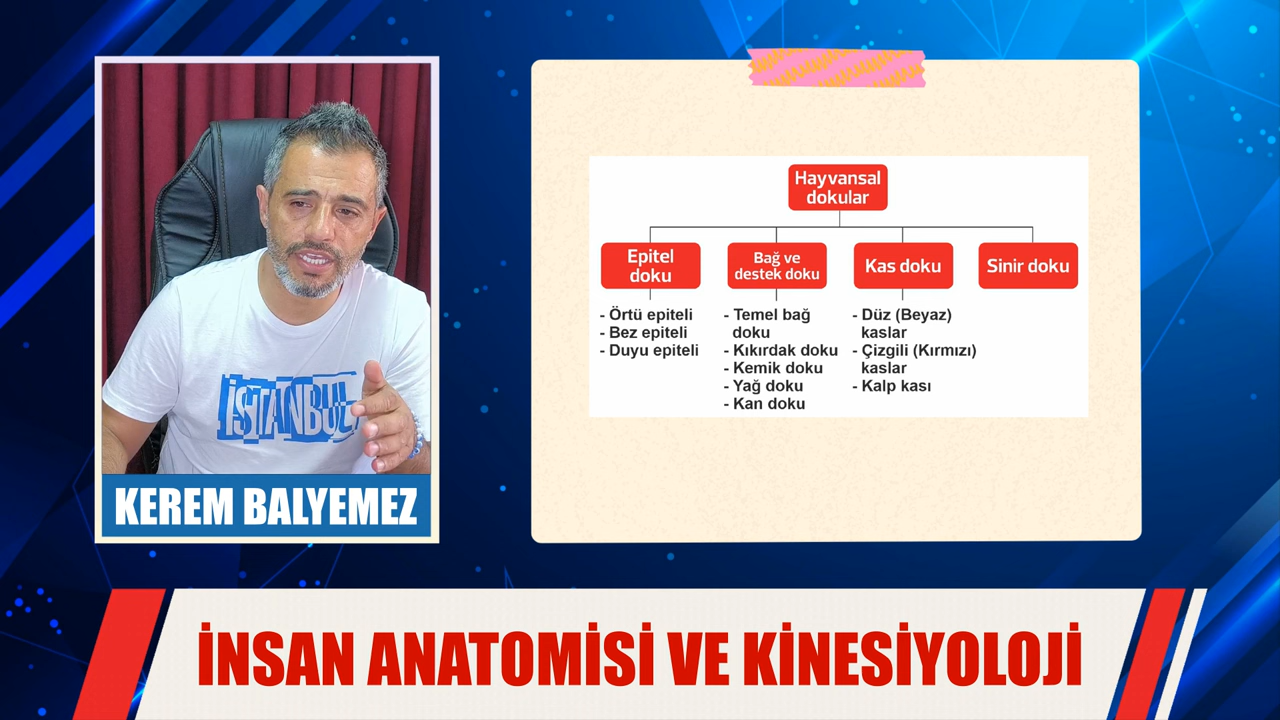 İSTANBUL
KEREM BALYEMEZ
Hayvansal
dokular
Epitel
doku
- Örtü epiteli
- Bez epiteli
- Duyu epiteli
Bağ ve
destek doku
- Temel bağ
doku
- Kıkırdak doku
- Kemik doku
- Yağ doku
- Kan doku
Kas doku
- Düz (Beyaz)
kaslar
- Çizgili (Kırmızı)
kaslar
- Kalp kası
Sinir doku
İNSAN ANATOMİSİ VE KİNESİYOLOJİ